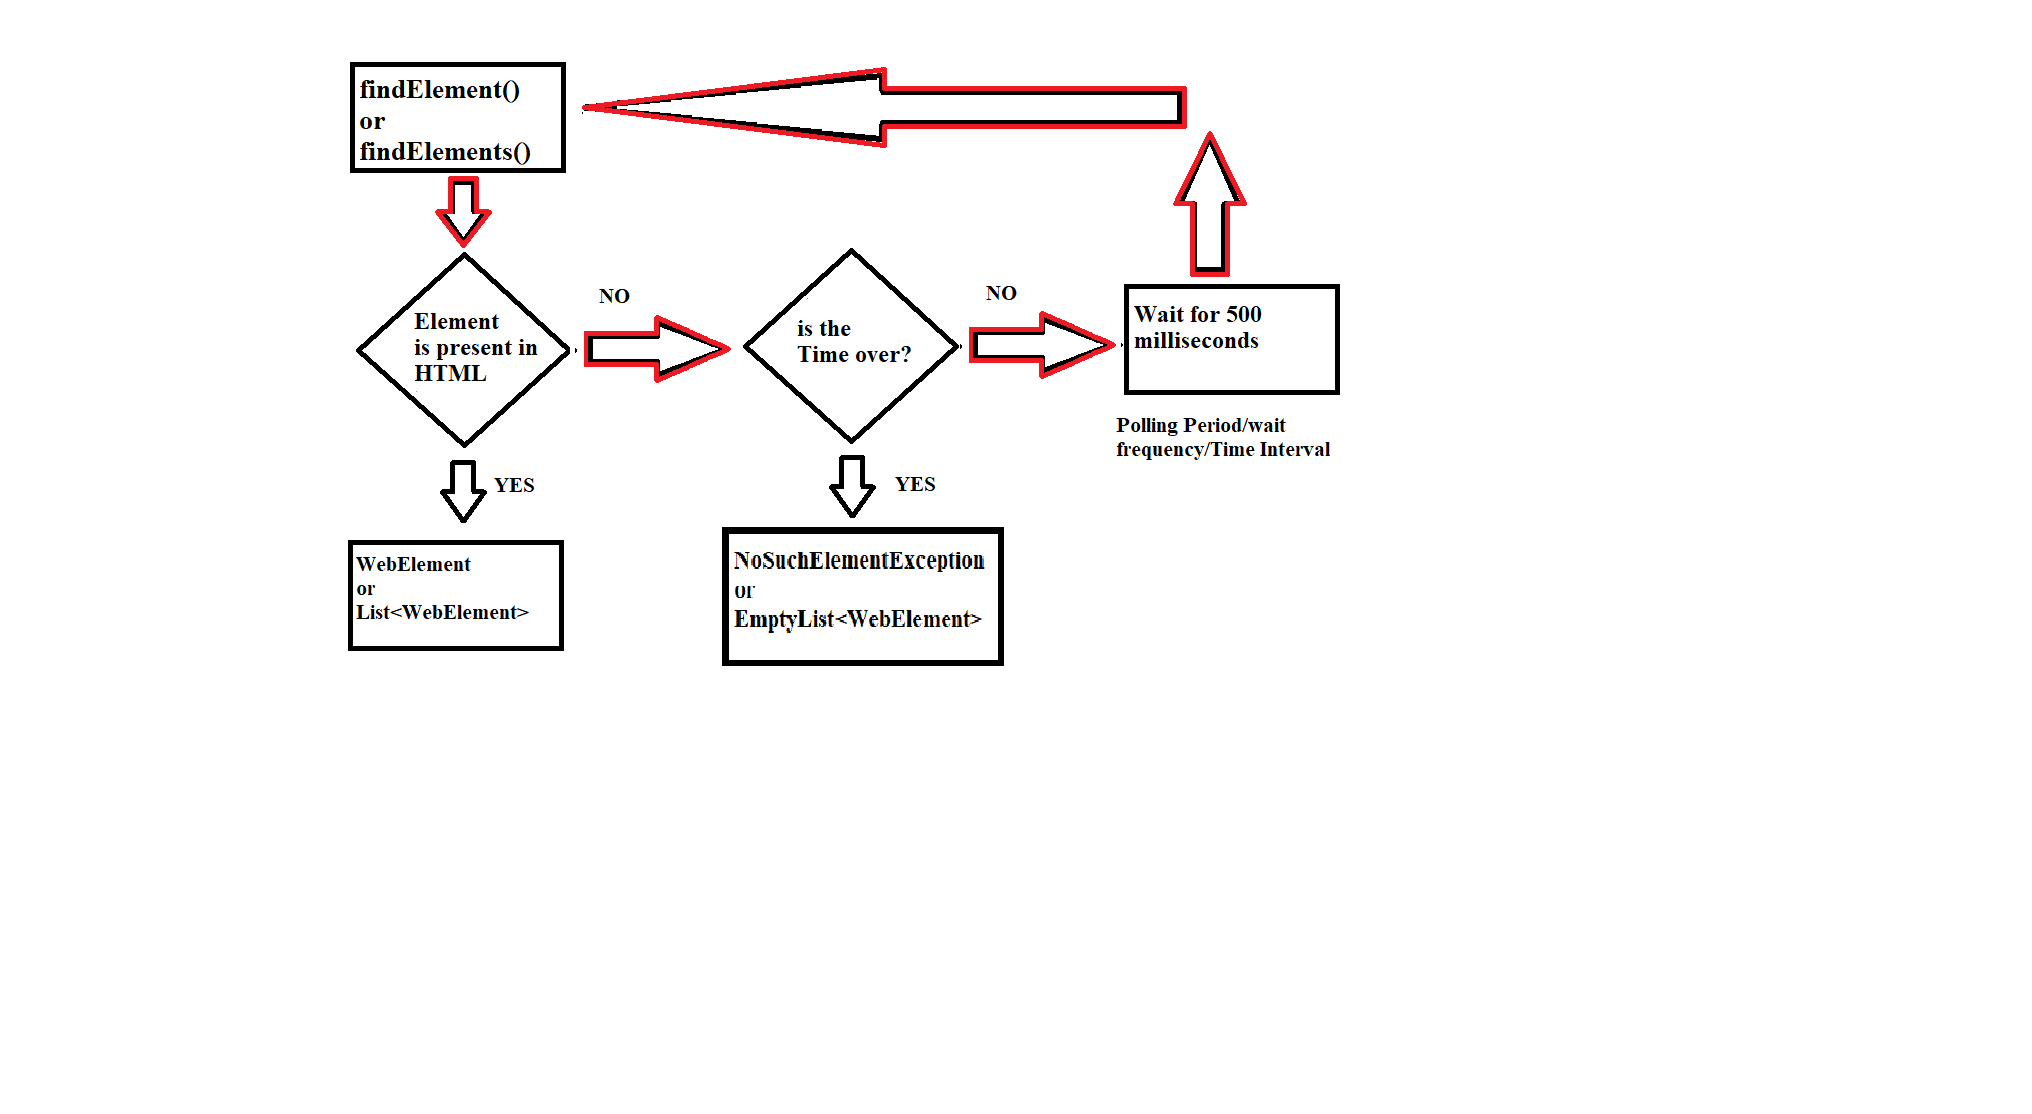 findElement()
or
findElements()
NO
NO
Element
is present in
HTML
is the
Time over?
Wait for 500
milliseconds
Polling Period/wait
frequency/Time Interval
YES
YES
WebElement
or
List<WebElement>
NoSuchElementException
or
EmptyList<WebElement>